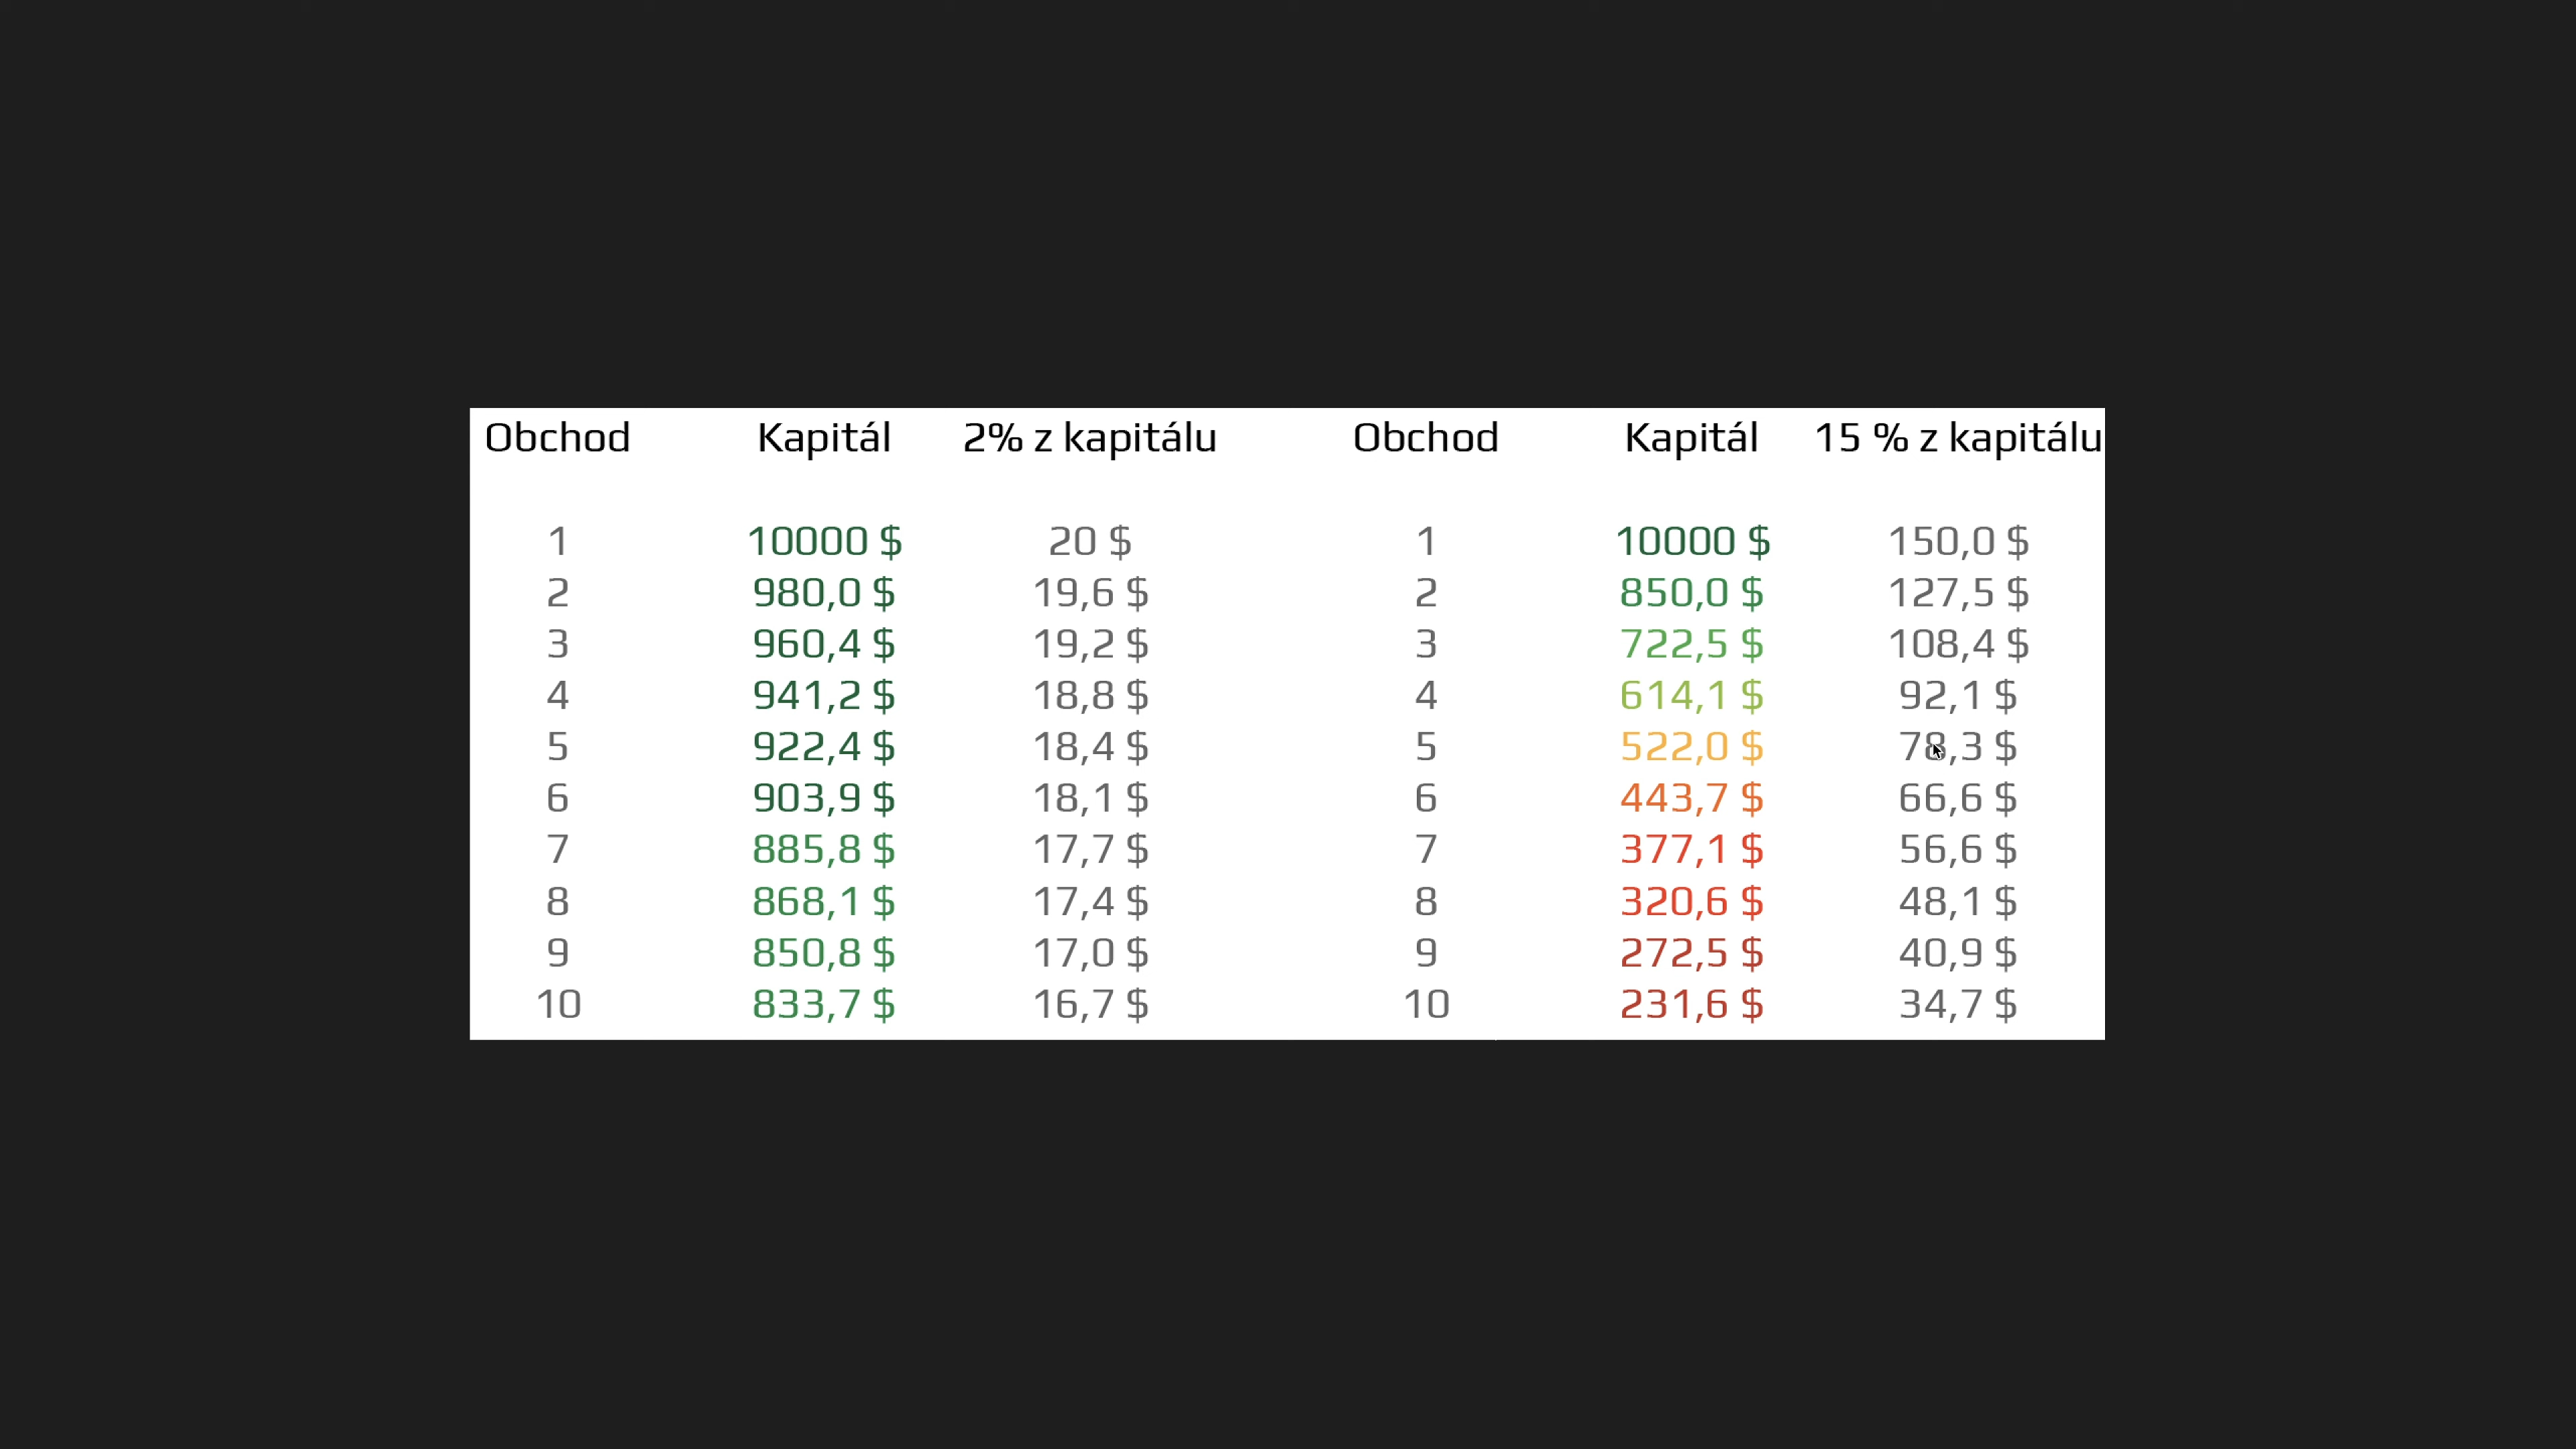 Obchod Kapitál 2% z kapitálu Obchod Kapitál 15 % z kapitálu
1 10000 $ 20 $ 1 10000 $ 150,0 $
2 980,0 $ 19,6 $ 2 850,0 $ 127,5 $
3 960,4 $ 19,2 $ 3 722,5 $ 108,4 $
4 941,2 $ 18,8 $ 4 614,1 $ 92,1 $
5 922,4 $ 18,4 $ 5 522,0 $ 78,3 $
6 903,9 $ 18,1 $ 6 443,7 $ 66,6 $
7 885,8 $ 17,7 $ 7 377,1 $ 56,6 $
8 868,1 $ 17,4 $ 8 320,6 $ 48,1 $
9 850,8 $ 17,0 $ 9 272,5 $ 40,9 $
10 833,7 $ 16,7 $ 10 231,6 $ 34,7 $